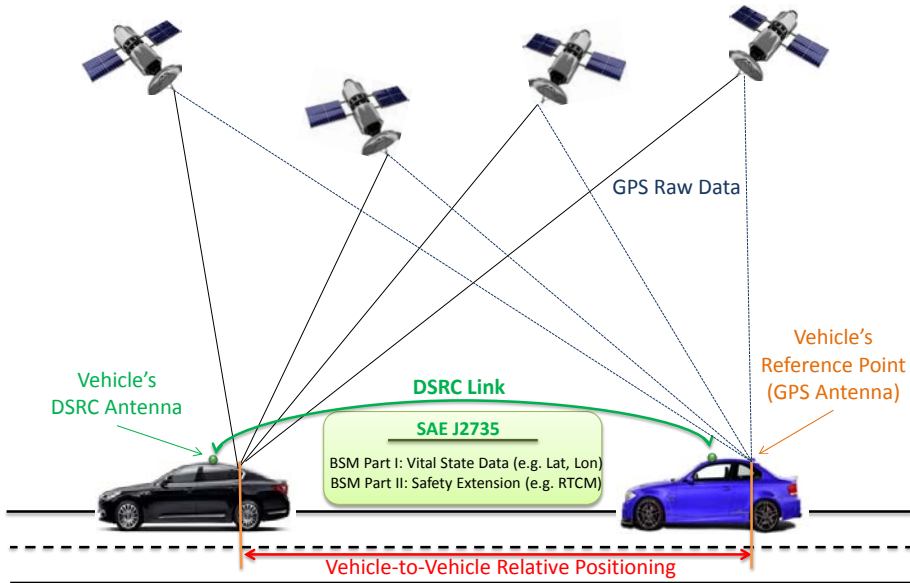 GPS Raw Data
Vehicle's
Reference Point
(GPS Antenna)
Vehicle's
DSRC Antenna
DSRC Link
SAE J2735
BSM Part I: Vital State Data (e.g. Lat, Lon)
BSM Part II: Safety Extension (e.g. RTCM)
Vehicle-to-Vehicle Relative Positioning